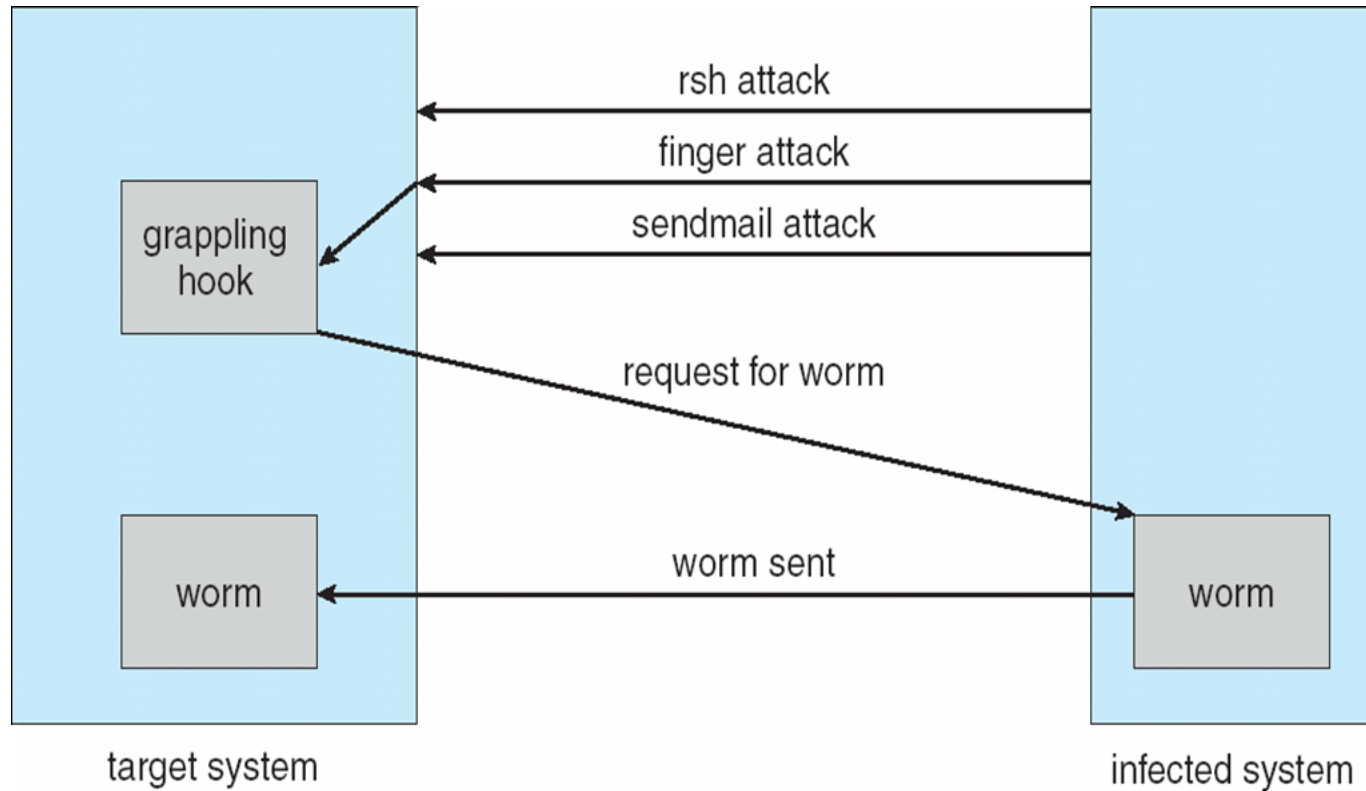 rsh attack
finger attack
sendmail attack
grappling
hook
request for worm
worm sent
worm
worm
target system
infected system